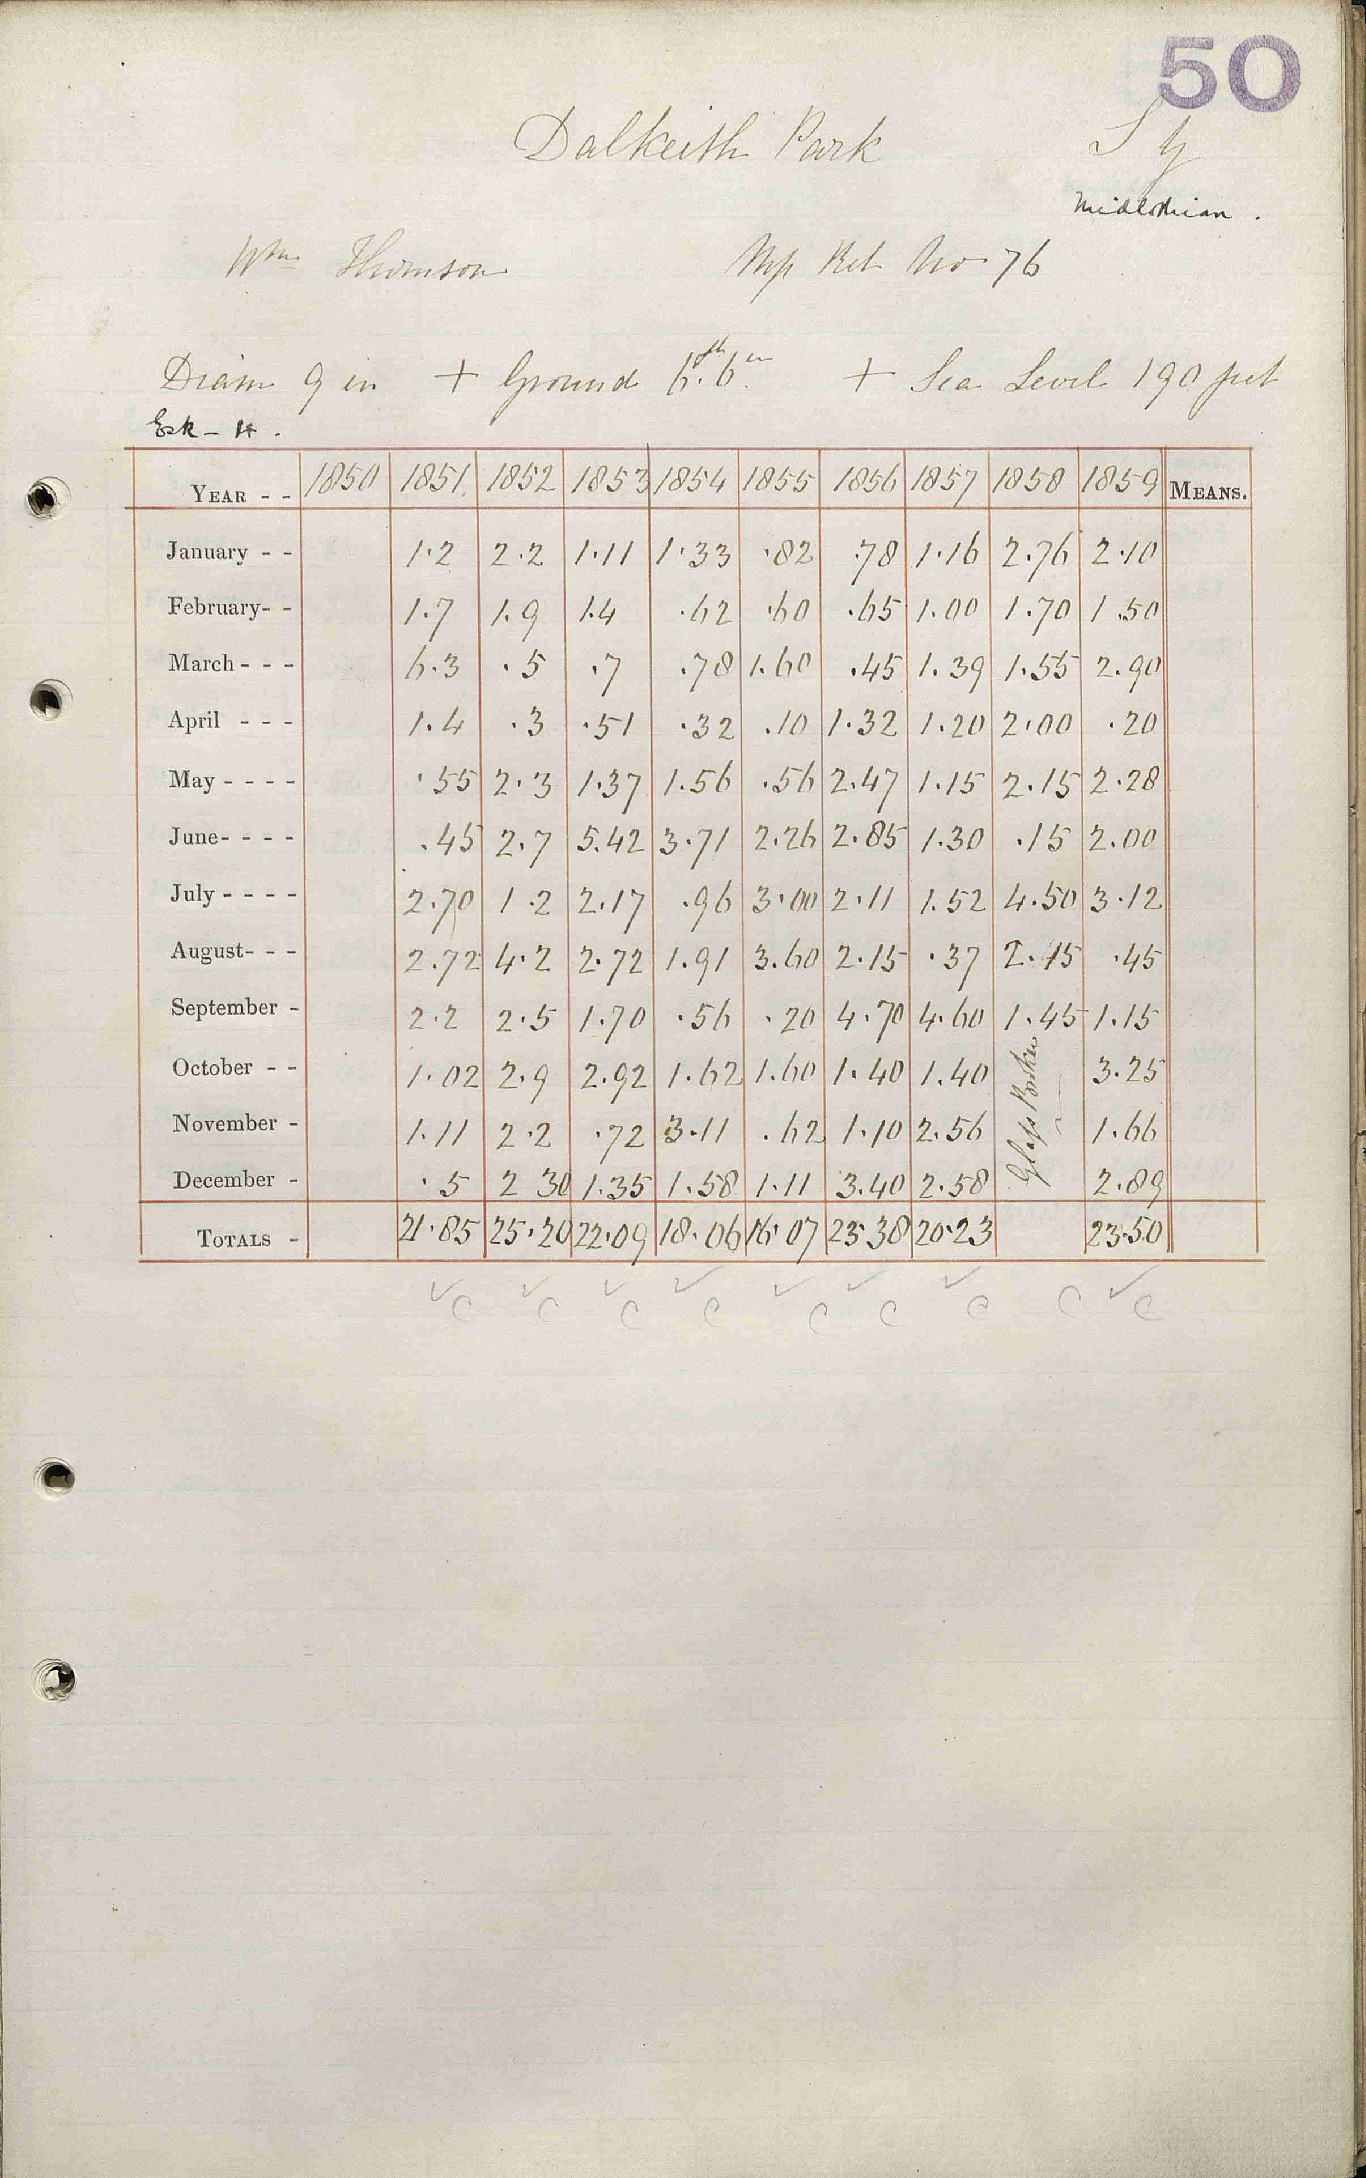 50
Dalkeith Park
Midlothian.
Wm Thomson Mp Ret No 76
Diam 9 in + Ground 6ft. 6in. + Sea Level 190 feet
Esk - 14.
YEAR - - 1850 1851. 1852 1853 1854 1855 1856 1857 1858 1859 MEANS.
January - - 1.2 2.2 1.11 1.33 .82 .78 1.16 2.76 2.10
February- - 1.7 1.9 1.4 .62 .60 .65 1.00 1.70 1.50
March - - - 6.3 .5 .7 .78 1.60 .45 1.39 1.55 2.90
April - - - 1.4 .3 .51 .32 .10 1.32 1.20 2.00 .20
May - - - - .55 2.3 1.37 1.56 .56 2.47 1.15 2.15 2.28
June- - - - .45 2.7 5.42 3.71 2.26 2.85 1.30 .15 2.00
July - - - - 2.70 1.2 2.17 .96 3.00 2.11 1.52 4.50 3.12
August- - - 2.72 4.2 2.72 1.91 3.60 2.15 .37 2.15 .45
September - 2.2 2.5 1.70 .56 .20 4.70 4.60 1.45 1.15
October - - 1.02 2.9 2.92 1.62 1.60 1.40 1.40 Glass Broken 3.25
November - 1.11 2.2 .72 3.11 .62 1.10 2.56 1.66
December - .5 2 30 1.35 1.58 1.11 3.40 2.58 2.89
TOTALS - 21.85 25.20 22.09 18.06 16.07 23.38 20.23 23.50
C C C C C C C C C